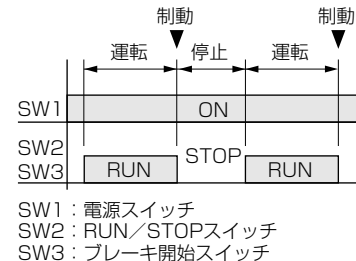 制動 制動
運転 停止 運転
SW1 ON
SW2 STOP
SW3 RUN RUN
SW1：電源スイッチ
SW2：RUN／STOPスイッチ
SW3：ブレーキ開始スイッチ